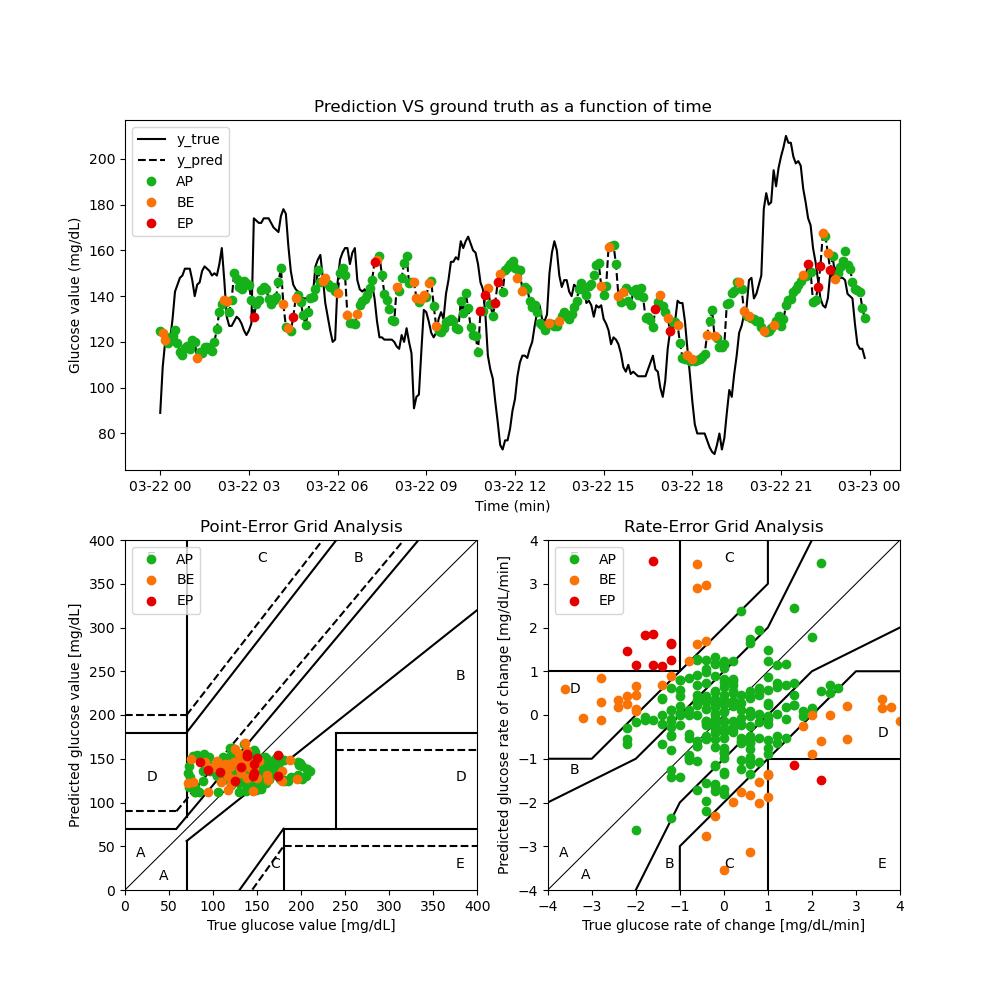 Prediction VS ground truth as a function of time
y_true
y_pred
AP
BE
EP
Glucose value (mg/dL)
200
180
160
140
120
100
80
03-22 00 03-22 03 03-22 06 03-22 09 03-22 12 03-22 15 03-22 18 03-22 21 03-23 00
Time (min)
Point-Error Grid Analysis
AP
BE
EP
C
B
B
D
D
A
A
C
E
Predicted glucose value [mg/dL]
400
350
300
250
200
150
100
50
0
0 50 100 150 200 250 300 350 400
True glucose value [mg/dL]
Rate-Error Grid Analysis
AP
BE
EP
C
D
D
B
A
A
B
C
E
Predicted glucose rate of change [mg/dL/min]
4
3
2
1
0
−1
−2
−3
−4
−4 −3 −2 −1 0 1 2 3 4
True glucose rate of change [mg/dL/min]